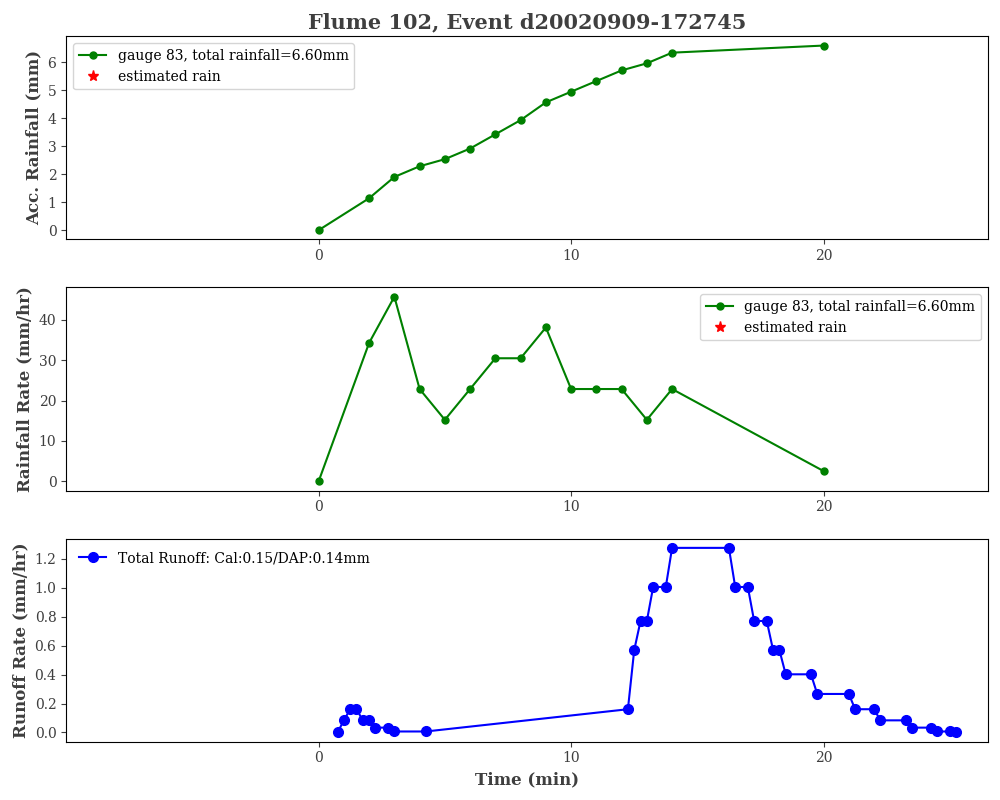 Flume 102, Event d20020909-172745
Acc. Rainfall (mm)
6
5
4
3
2
1
0
gauge 83, total rainfall=6.60mm
estimated rain
0 10 20
Rainfall Rate (mm/hr)
40
30
20
10
0
gauge 83, total rainfall=6.60mm
estimated rain
0 10 20
Runoff Rate (mm/hr)
1.2
1.0
0.8
0.6
0.4
0.2
0.0
Total Runoff: Cal:0.15/DAP:0.14mm
0 10 20
Time (min)